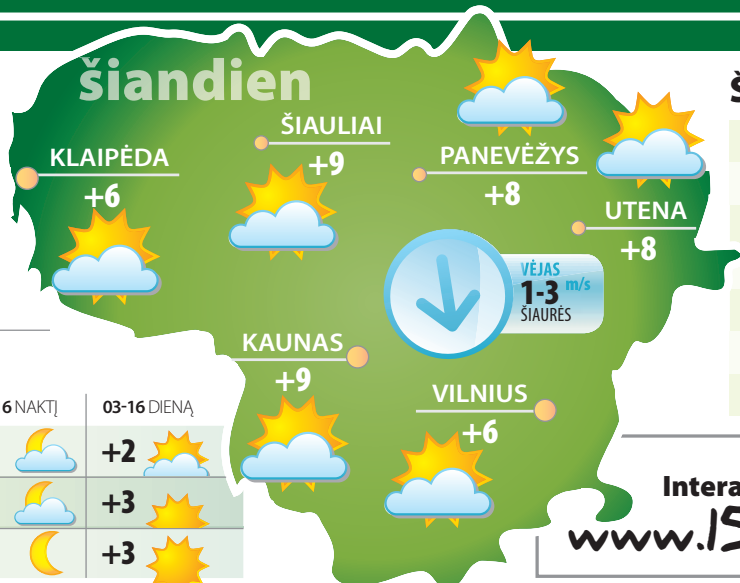 šiandien
KLAIPĖDA
+6
ŠIAULIAI
+9
PANEVĖŽYS
+8
UTENA
+8
VĖJAS
1-3 m/s
ŠIAURĖS
KAUNAS
+9
VILNIUS
+6
6 NAKTĮ 03-16 DIENĄ
+2
+3
+3
Š
Intera
www.15